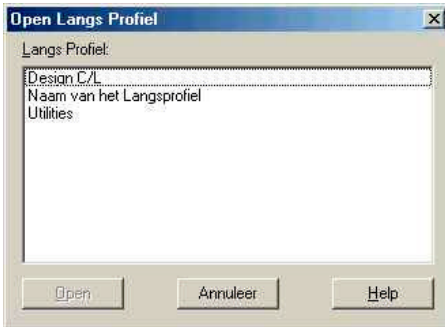 Open Langs Profiel
Langs Profiel:
Design C/L
Naam van het Langsprofiel
Utilities
Open
Annuleer
Help